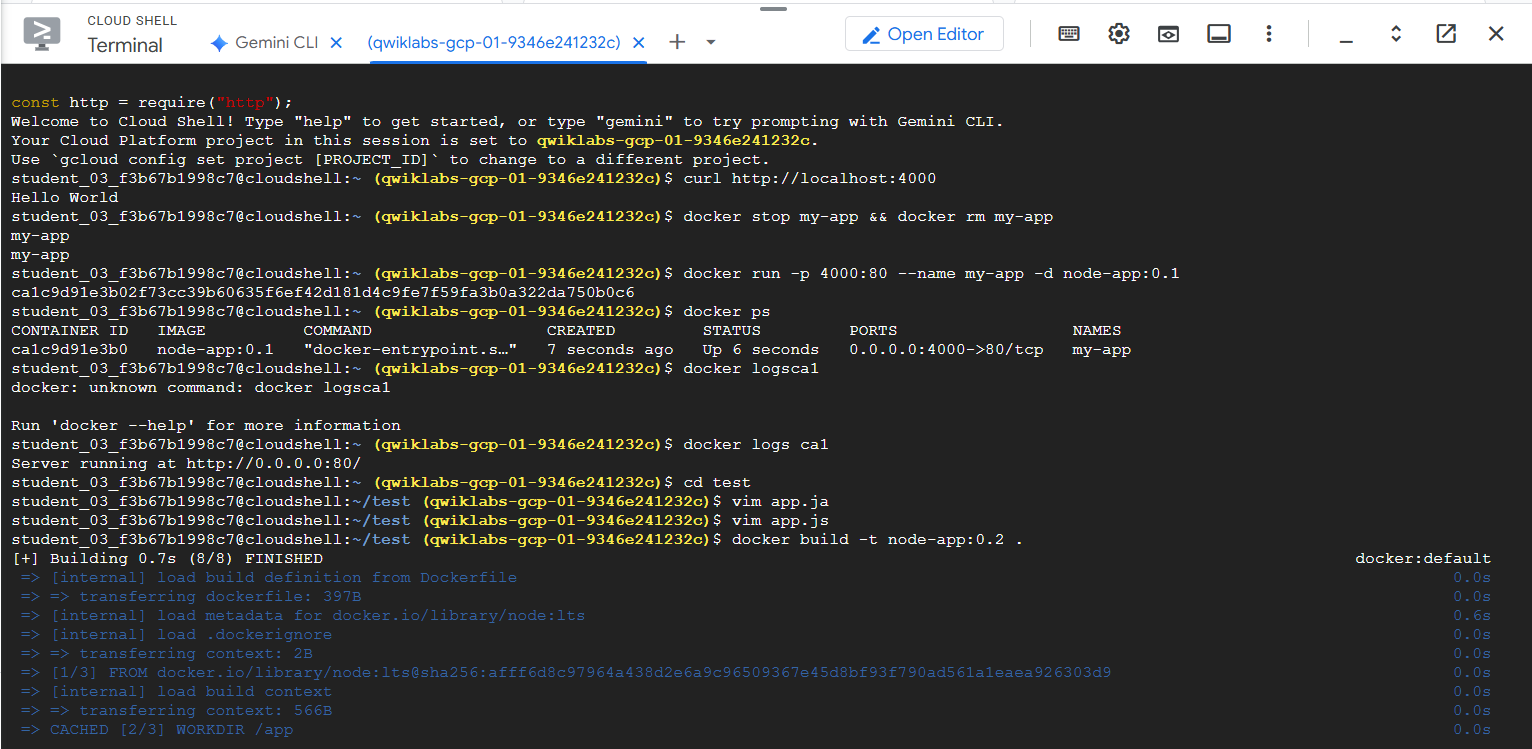 CLOUD SHELL
Terminal
Gemini CLI
(qwiklabs-gcp-01-9346e241232c)
Open Editor
const http = require("http");
Welcome to Cloud Shell! Type "help" to get started, or type "gemini" to try prompting with Gemini CLI.
Your Cloud Platform project in this session is set to qwiklabs-gcp-01-9346e241232c.
Use `gcloud config set project [PROJECT_ID]` to change to a different project.
student_03_f3b67b1998c7@cloudshell:~ (qwiklabs-gcp-01-9346e241232c)$ curl http://localhost:4000
Hello World
student_03_f3b67b1998c7@cloudshell:~ (qwiklabs-gcp-01-9346e241232c)$ docker stop my-app && docker rm my-app
my-app
my-app
student_03_f3b67b1998c7@cloudshell:~ (qwiklabs-gcp-01-9346e241232c)$ docker run -p 4000:80 --name my-app -d node-app:0.1
ca1c9d91e3b02f73cc39b60635f6ef42d181d4c9fe7f59fa3b0a322da750b0c6
student_03_f3b67b1998c7@cloudshell:~ (qwiklabs-gcp-01-9346e241232c)$ docker ps
CONTAINER ID   IMAGE          COMMAND                  CREATED         STATUS         PORTS                  NAMES
ca1c9d91e3b0   node-app:0.1   "docker-entrypoint.s…"   7 seconds ago   Up 6 seconds   0.0.0.0:4000->80/tcp   my-app
student_03_f3b67b1998c7@cloudshell:~ (qwiklabs-gcp-01-9346e241232c)$ docker logsca1
docker: unknown command: docker logsca1
Run 'docker --help' for more information
student_03_f3b67b1998c7@cloudshell:~ (qwiklabs-gcp-01-9346e241232c)$ docker logs ca1
Server running at http://0.0.0.0:80/
student_03_f3b67b1998c7@cloudshell:~ (qwiklabs-gcp-01-9346e241232c)$ cd test
student_03_f3b67b1998c7@cloudshell:~/test (qwiklabs-gcp-01-9346e241232c)$ vim app.ja
student_03_f3b67b1998c7@cloudshell:~/test (qwiklabs-gcp-01-9346e241232c)$ vim app.js
student_03_f3b67b1998c7@cloudshell:~/test (qwiklabs-gcp-01-9346e241232c)$ docker build -t node-app:0.2 .
[+] Building 0.7s (8/8) FINISHED docker:default
=> [internal] load build definition from Dockerfile 0.0s
=> => transferring dockerfile: 397B 0.0s
=> [internal] load metadata for docker.io/library/node:lts 0.6s
=> [internal] load .dockerignore 0.0s
=> => transferring context: 2B 0.0s
=> [1/3] FROM docker.io/library/node:lts@sha256:afff6d8c97964a438d2e6a9c96509367e45d8bf93f790ad561a1eaea926303d9 0.0s
=> [internal] load build context 0.0s
=> => transferring context: 566B 0.0s
=> CACHED [2/3] WORKDIR /app 0.0s